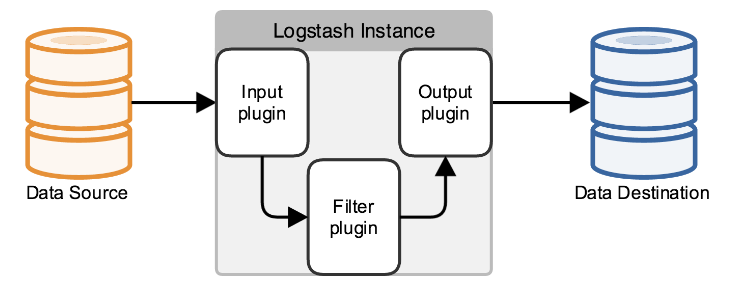 Logstash Instance
Input
plugin
Output
plugin
Filter
plugin
Data Source
Data Destination